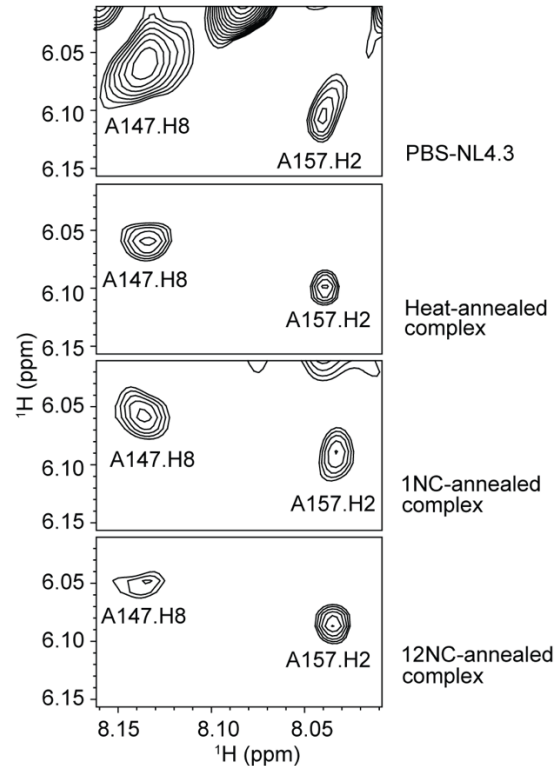 6.05
6.10
6.15
A147.H8
A157.H2
PBS-NL4.3
6.05
6.10
6.15
A147.H8
A157.H2
Heat-annealed
complex
¹H (ppm)
6.05
6.10
6.15
A147.H8
A157.H2
1NC-annealed
complex
6.05
6.10
6.15
A147.H8
A157.H2
12NC-annealed
complex
8.15
8.10
8.05
¹H (ppm)